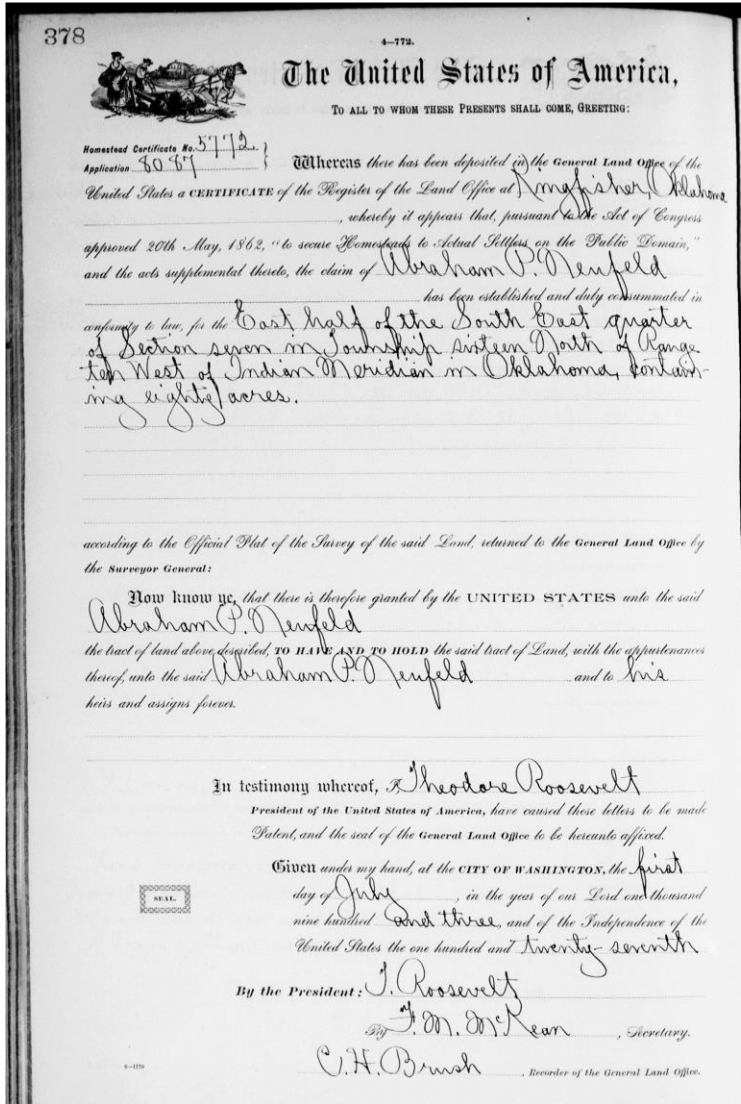 378
4-772.
The United States of America,
TO ALL TO WHOM THESE PRESENTS SHALL COME, GREETING:
Homestead Certificate No. 5772.
Application 8087
Whereas there has been deposited in the General Land Office of the
United States a CERTIFICATE of the Register of the Land Office at Kingfisher, Oklahoma
, whereby it appears that, pursuant to the Act of Congress
approved 20th May, 1862, "to secure Homesteads to Actual Settlers on the Public Domain,"
and the acts supplemental thereto, the claim of Abraham P. Neufeld
has been established and duly consummated in
conformity to law, for the East half of the South East quarter
of Section seven in Township sixteen North of Range
ten West of Indian Meridian in Oklahoma, contain-
ing eighty acres.
according to the Official Plat of the Survey of the said Land, returned to the General Land Office by
the Surveyor General:
Now know ye, that there is therefore granted by the UNITED STATES unto the said
Abraham P. Neufeld
the tract of land above described, TO HAVE AND TO HOLD the said tract of Land, with the appurtenances
thereof, unto the said Abraham P. Neufeld and to his
heirs and assigns forever.
In testimony whereof, I, Theodore Roosevelt
President of the United States of America, have caused these letters to be made
Patent, and the seal of the General Land Office to be hereunto affixed.
Given under my hand, at the CITY OF WASHINGTON, the first
day of July, in the year of our Lord one thousand
nine hundred and three, and of the Independence of the
United States the one hundred and twenty-seventh
SEAL.
By the President: T. Roosevelt
By F. M. McKean, Secretary.
C. H. Brush, Recorder of the General Land Office.